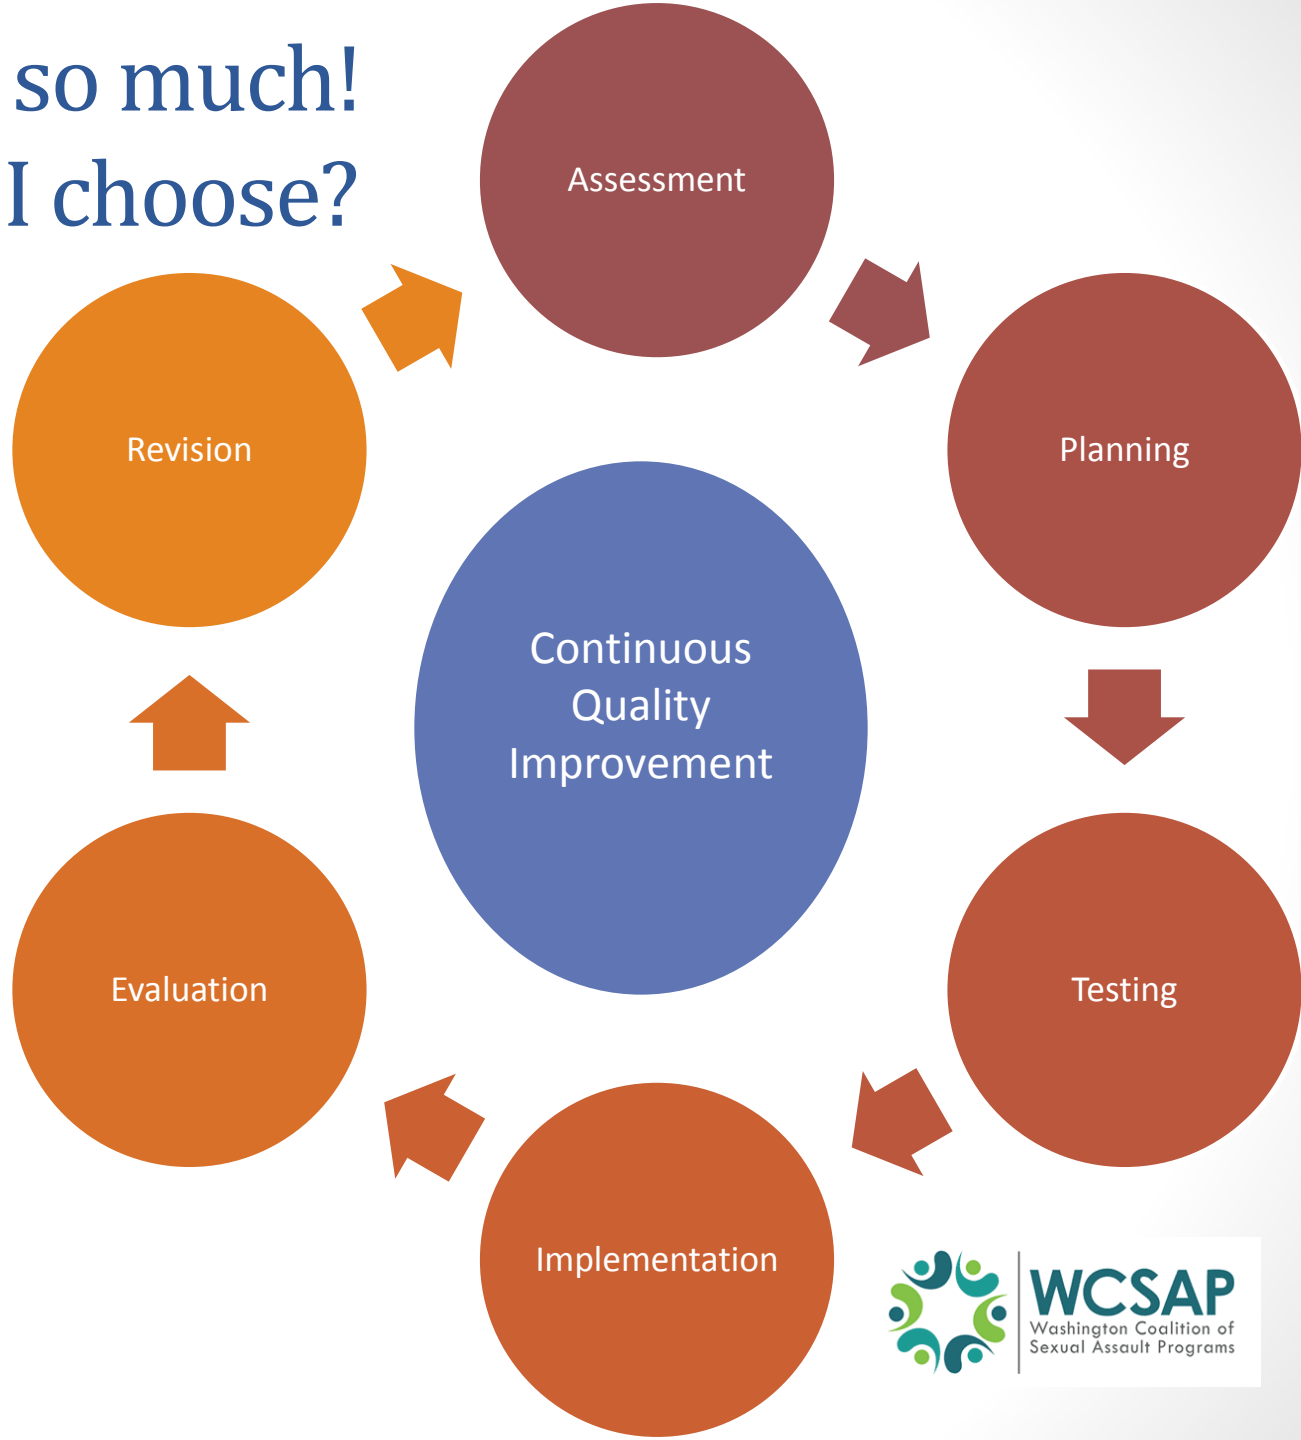 so much!
I choose?
Assessment
Planning
Testing
Implementation
Evaluation
Revision
Continuous
Quality
Improvement
WCSAP
Washington Coalition of
Sexual Assault Programs